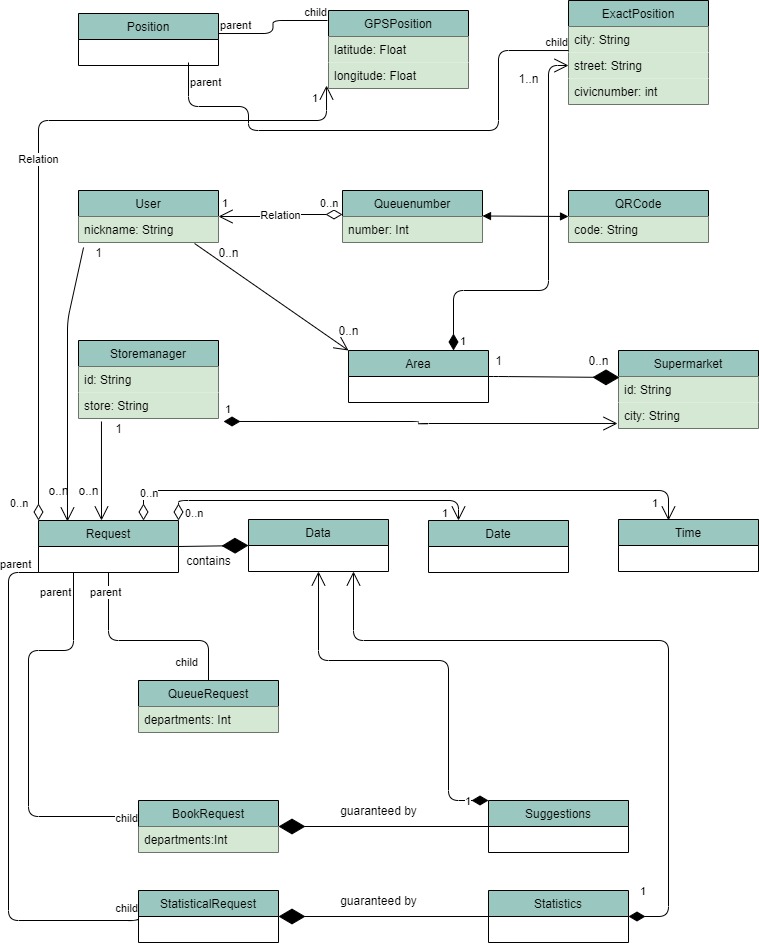 Position
parent
child
GPSPosition
latitude: Float
longitude: Float
ExactPosition
city: String
street: String
civicnumber: int
child
parent
1
1..n
Relation
User
nickname: String
1
Relation
0..n
Queuenumber
number: Int
QRCode
code: String
1
0..n
0..n
1
Area
1
0..n
Supermarket
id: String
city: String
Storemanager
id: String
store: String
1
1
0..n
o..n
o..n
0..n
0..n
1
1
Request
contains
Data
Date
Time
parent
parent
parent
child
QueueRequest
departments: Int
child
BookRequest
departments:Int
guaranteed by
1
Suggestions
child
StatisticalRequest
guaranteed by
Statistics
1